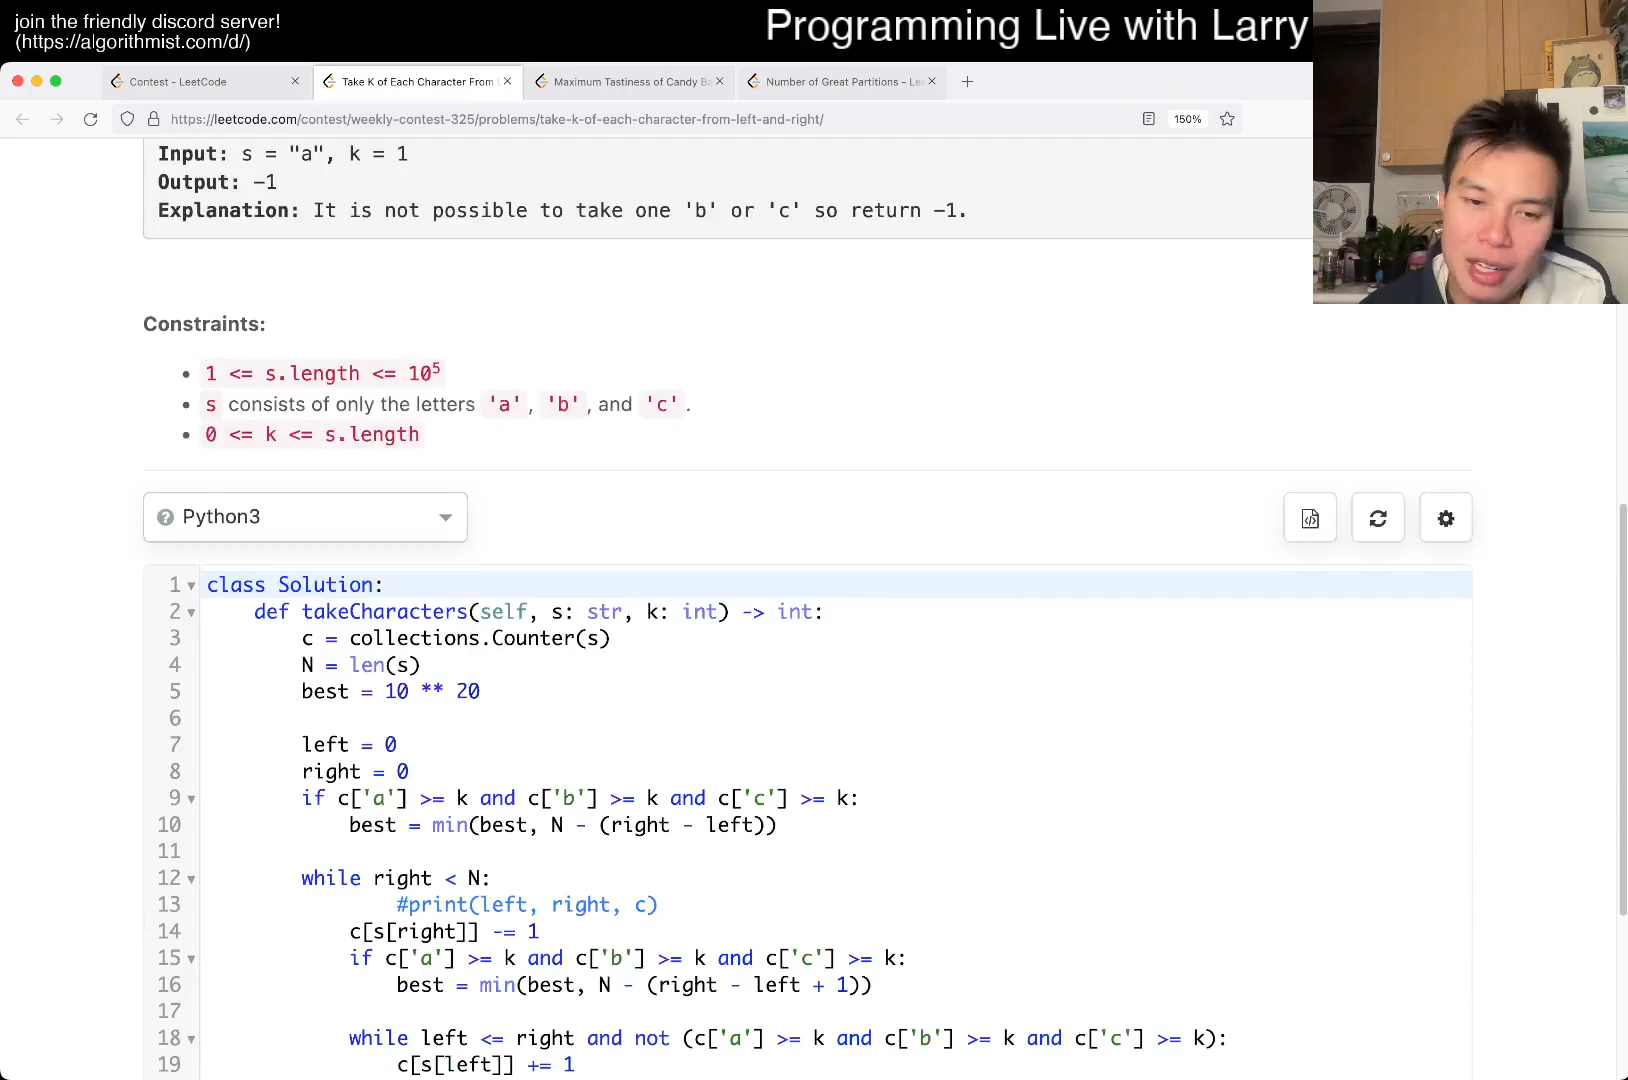 join the friendly discord server!
(https://algorithmist.com/d/)
Programming Live with Larry
Contest - LeetCode
Take K of Each Character From
Maximum Tastiness of Candy Ba
Number of Great Partitions - Le
https://leetcode.com/contest/weekly-contest-325/problems/take-k-of-each-character-from-left-and-right/
150%
Input: s = "a", k = 1
Output: -1
Explanation: It is not possible to take one 'b' or 'c' so return -1.
Constraints:
• 1 <= s.length <= 10⁵
• s consists of only the letters 'a', 'b', and 'c'.
• 0 <= k <= s.length
Python3
1 class Solution:
2 def takeCharacters(self, s: str, k: int) -> int:
3 c = collections.Counter(s)
4 N = len(s)
5 best = 10 ** 20
6
7 left = 0
8 right = 0
9 if c['a'] >= k and c['b'] >= k and c['c'] >= k:
10 best = min(best, N - (right - left))
11
12 while right < N:
13 #print(left, right, c)
14 c[s[right]] -= 1
15 if c['a'] >= k and c['b'] >= k and c['c'] >= k:
16 best = min(best, N - (right - left + 1))
17
18 while left <= right and not (c['a'] >= k and c['b'] >= k and c['c'] >= k):
19 c[s[left]] += 1